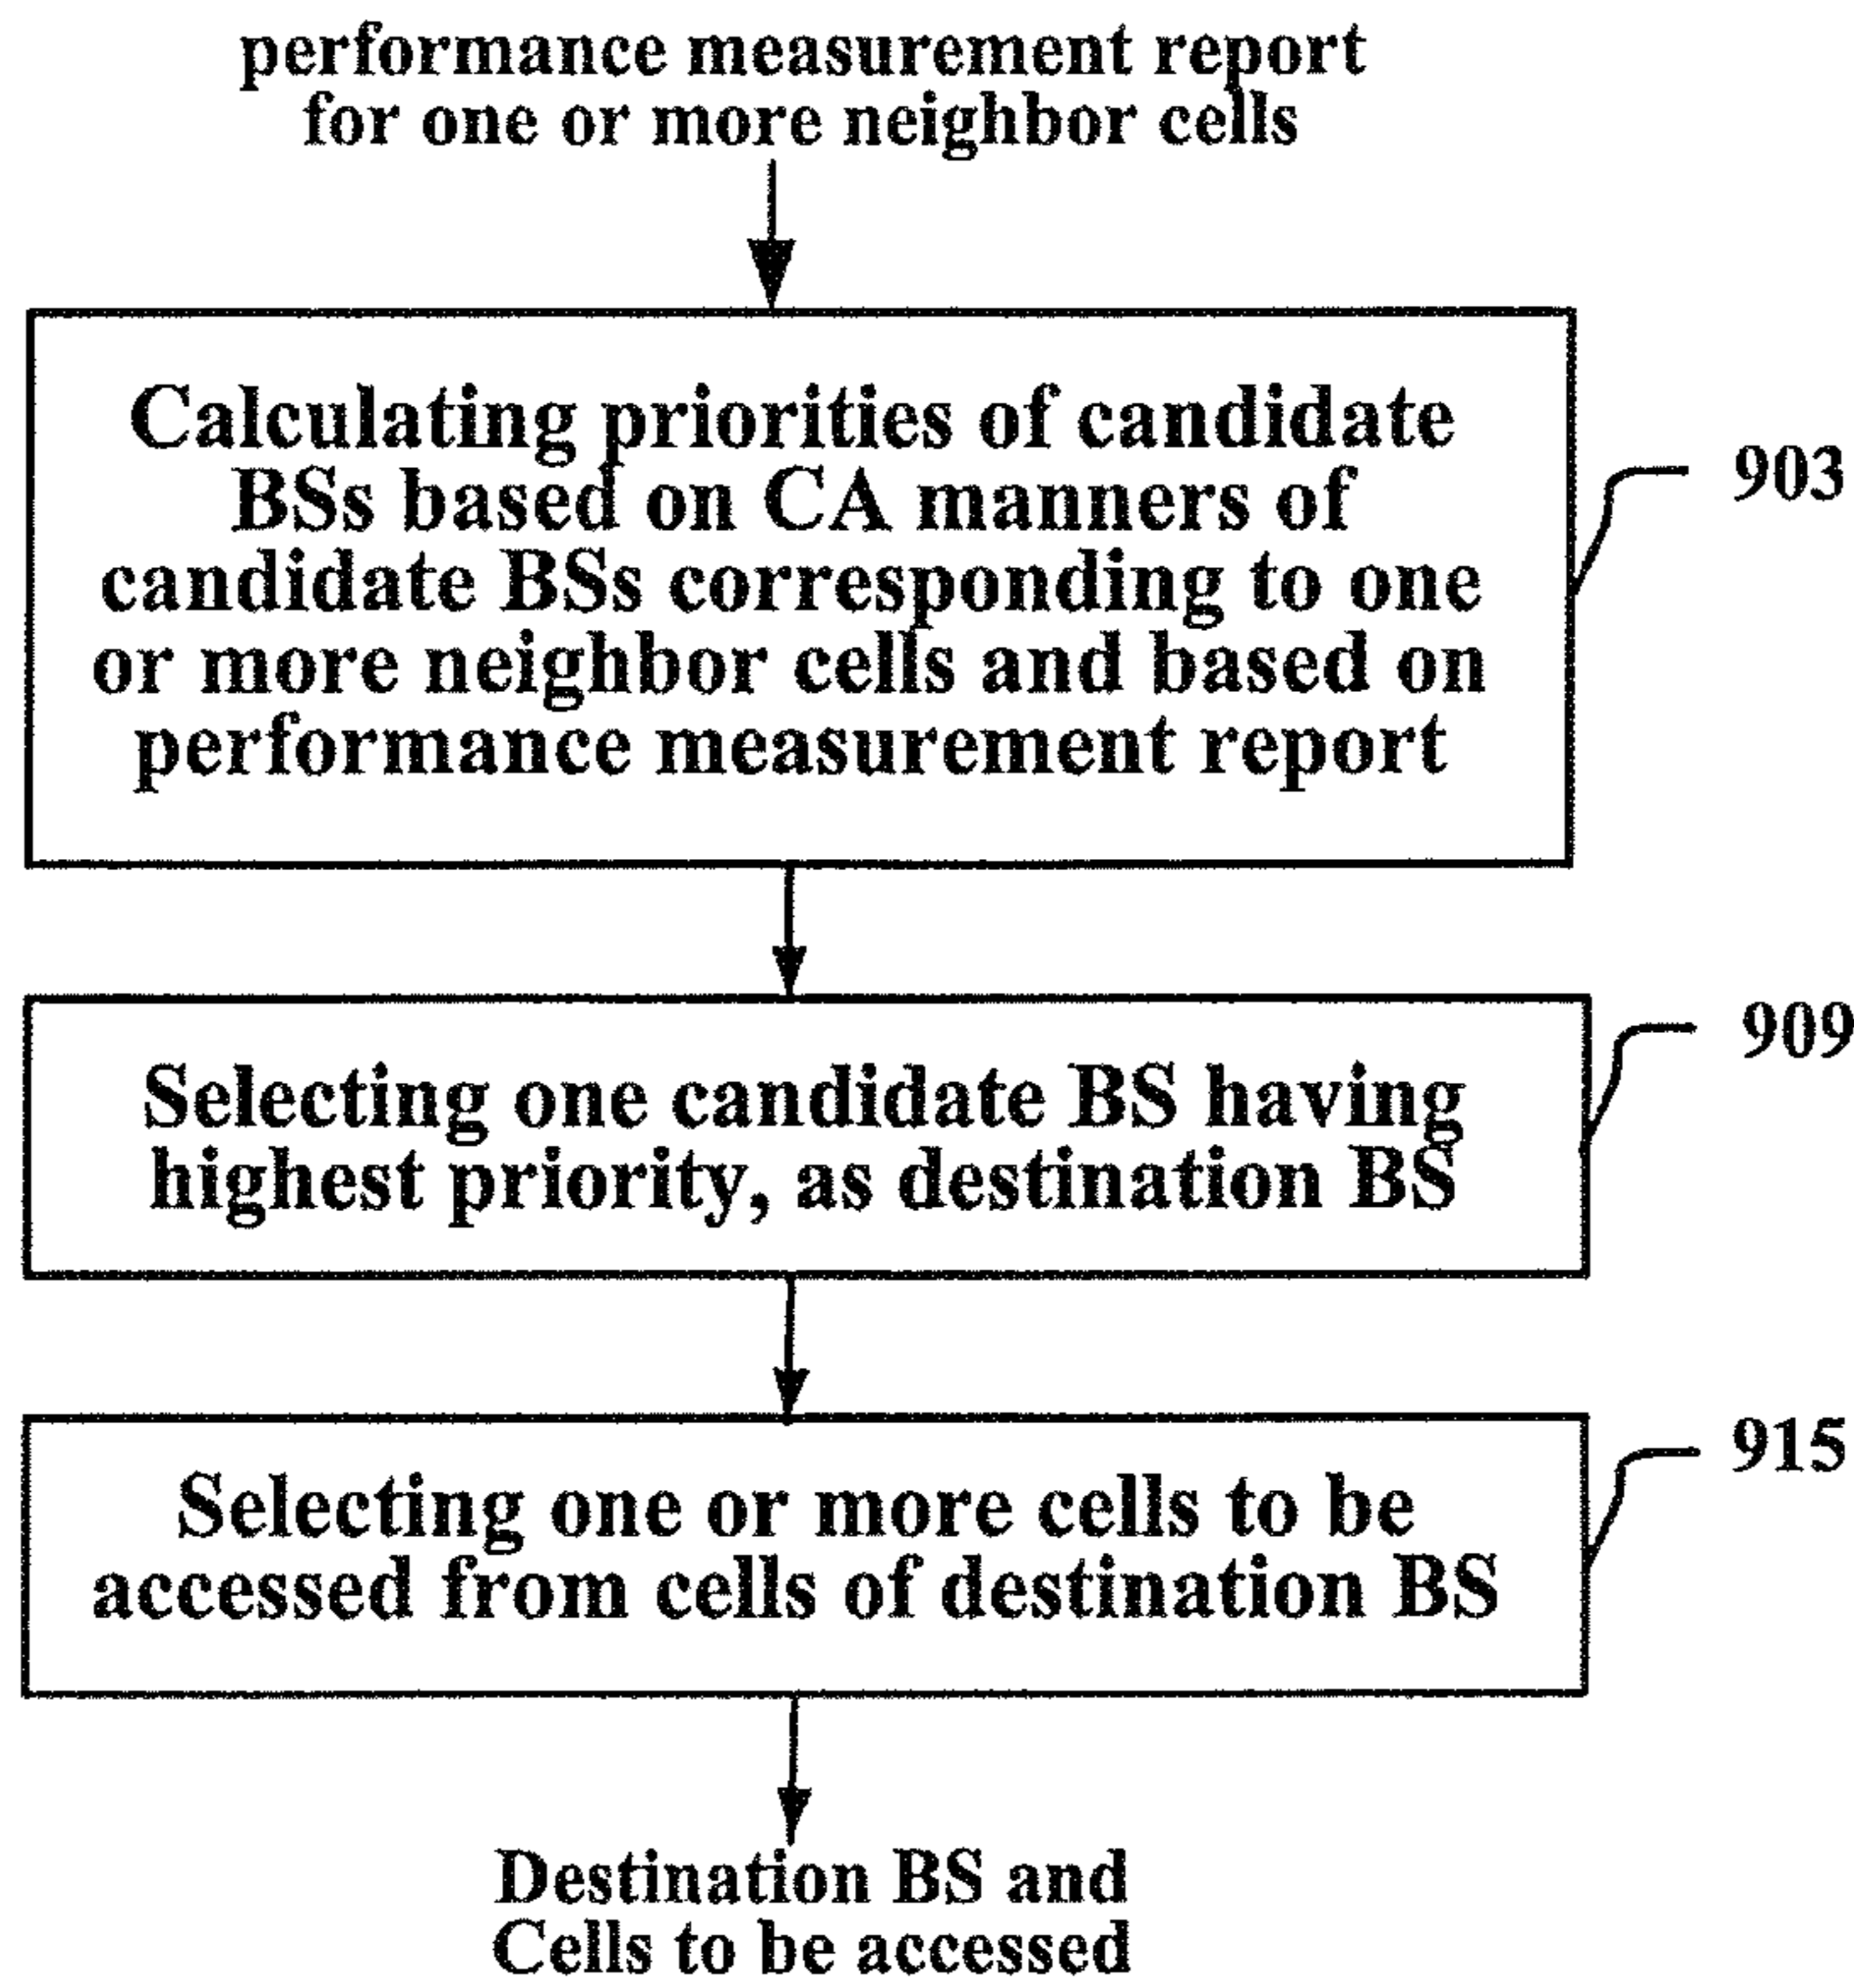 performance measurement report
for one or more neighbor cells
Calculating priorities of candidate
BSs based on CA manners of
candidate BSs corresponding to one
or more neighbor cells and based on
performance measurement report
903
Selecting one candidate BS having
highest priority, as destination BS
909
Selecting one or more cells to be
accessed from cells of destination BS
915
Destination BS and
Cells to be accessed